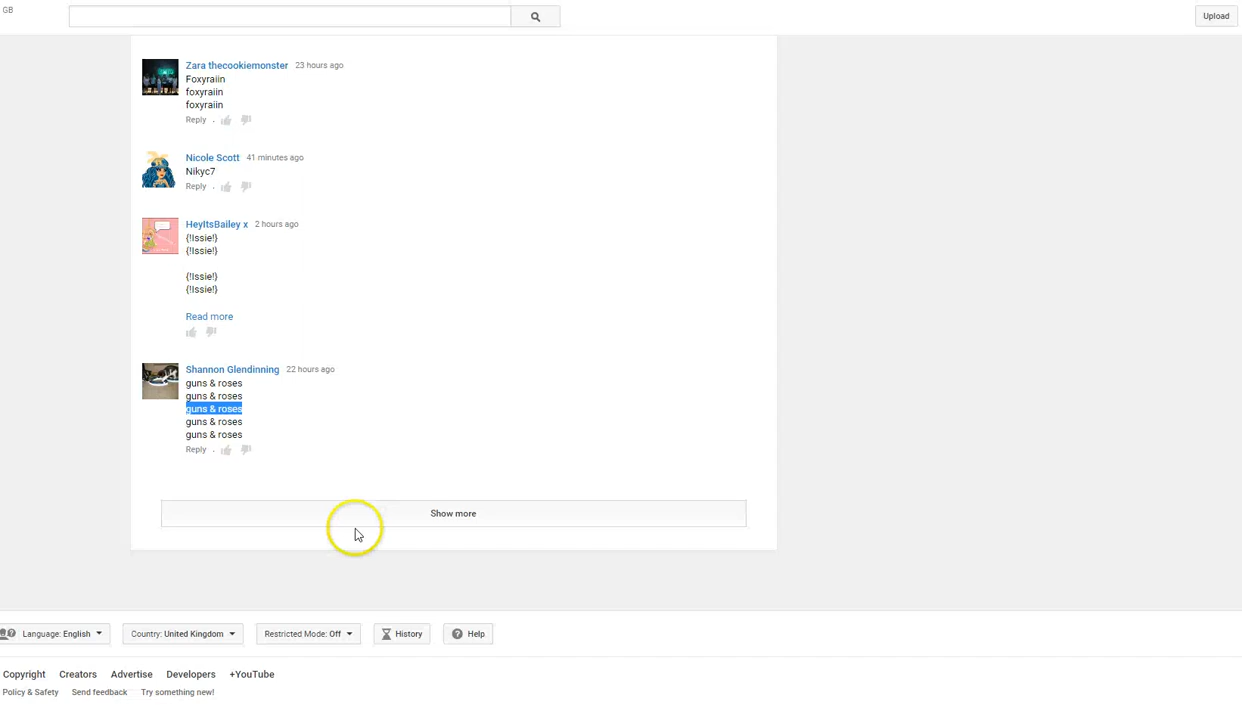 GB
Upload
Zara thecookiemonster 23 hours ago
Foxyraiin
foxyraiin
foxyraiin
Reply .
Nicole Scott 41 minutes ago
Nikyc7
Reply .
HeyItsBailey x 2 hours ago
{!Issie!}
{!Issie!}
{!Issie!}
{!Issie!}
Read more
Shannon Glendinning 22 hours ago
guns & roses
guns & roses
guns & roses
guns & roses
guns & roses
Reply .
Show more
Language: English Country: United Kingdom Restricted Mode: Off History Help
Copyright Creators Advertise Developers +YouTube
Policy & Safety Send feedback Try something new!